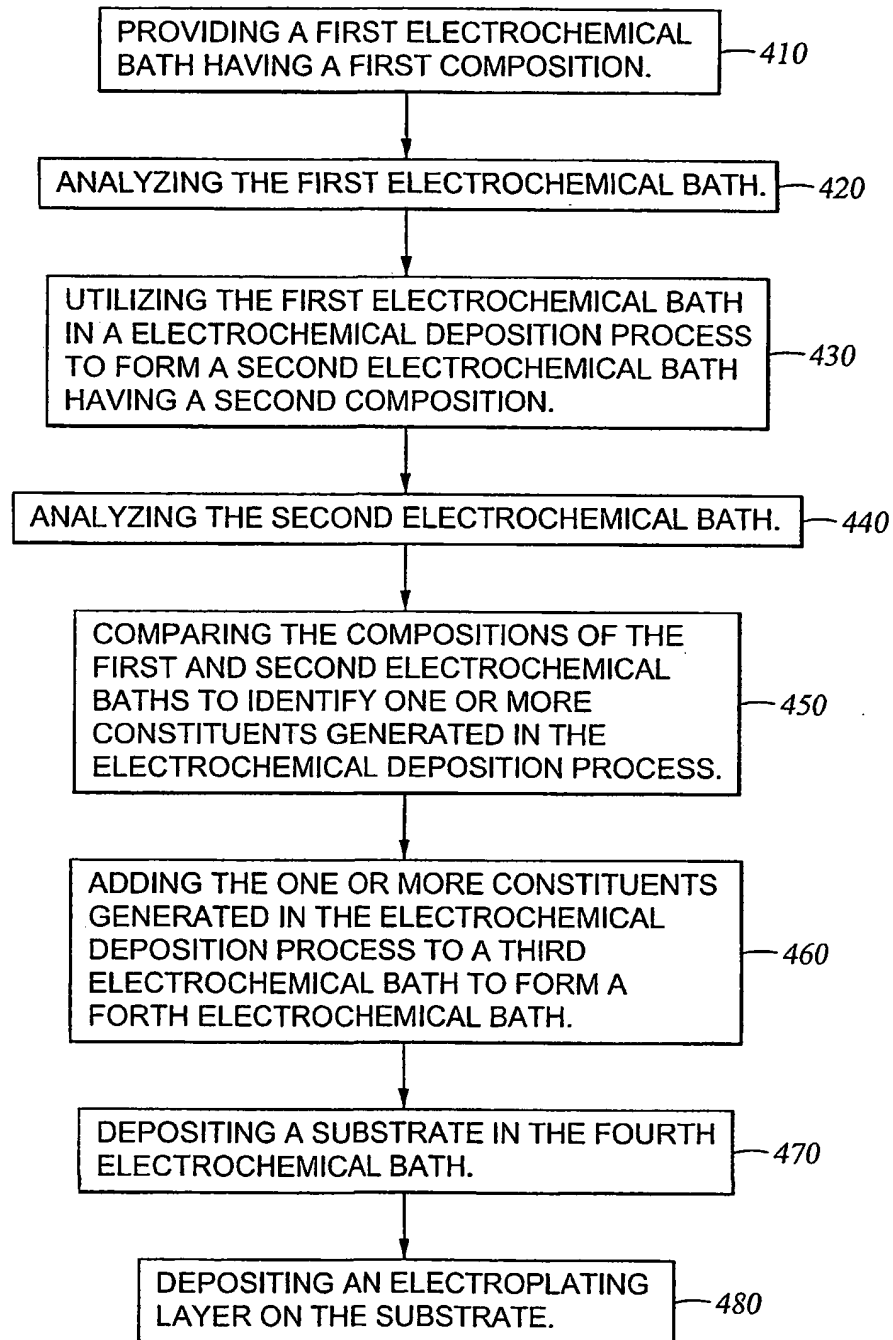 PROVIDING A FIRST ELECTROCHEMICAL
BATH HAVING A FIRST COMPOSITION.
410
ANALYZING THE FIRST ELECTROCHEMICAL BATH.
420
UTILIZING THE FIRST ELECTROCHEMICAL BATH
IN A ELECTROCHEMICAL DEPOSITION PROCESS
TO FORM A SECOND ELECTROCHEMICAL BATH
HAVING A SECOND COMPOSITION.
430
ANALYZING THE SECOND ELECTROCHEMICAL BATH.
440
COMPARING THE COMPOSITIONS OF THE
FIRST AND SECOND ELECTROCHEMICAL
BATHS TO IDENTIFY ONE OR MORE
CONSTITUENTS GENERATED IN THE
ELECTROCHEMICAL DEPOSITION PROCESS.
450
ADDING THE ONE OR MORE CONSTITUENTS
GENERATED IN THE ELECTROCHEMICAL
DEPOSITION PROCESS TO A THIRD
ELECTROCHEMICAL BATH TO FORM A
FORTH ELECTROCHEMICAL BATH.
460
DEPOSITING A SUBSTRATE IN THE FOURTH
ELECTROCHEMICAL BATH.
470
DEPOSITING AN ELECTROPLATING
LAYER ON THE SUBSTRATE.
480